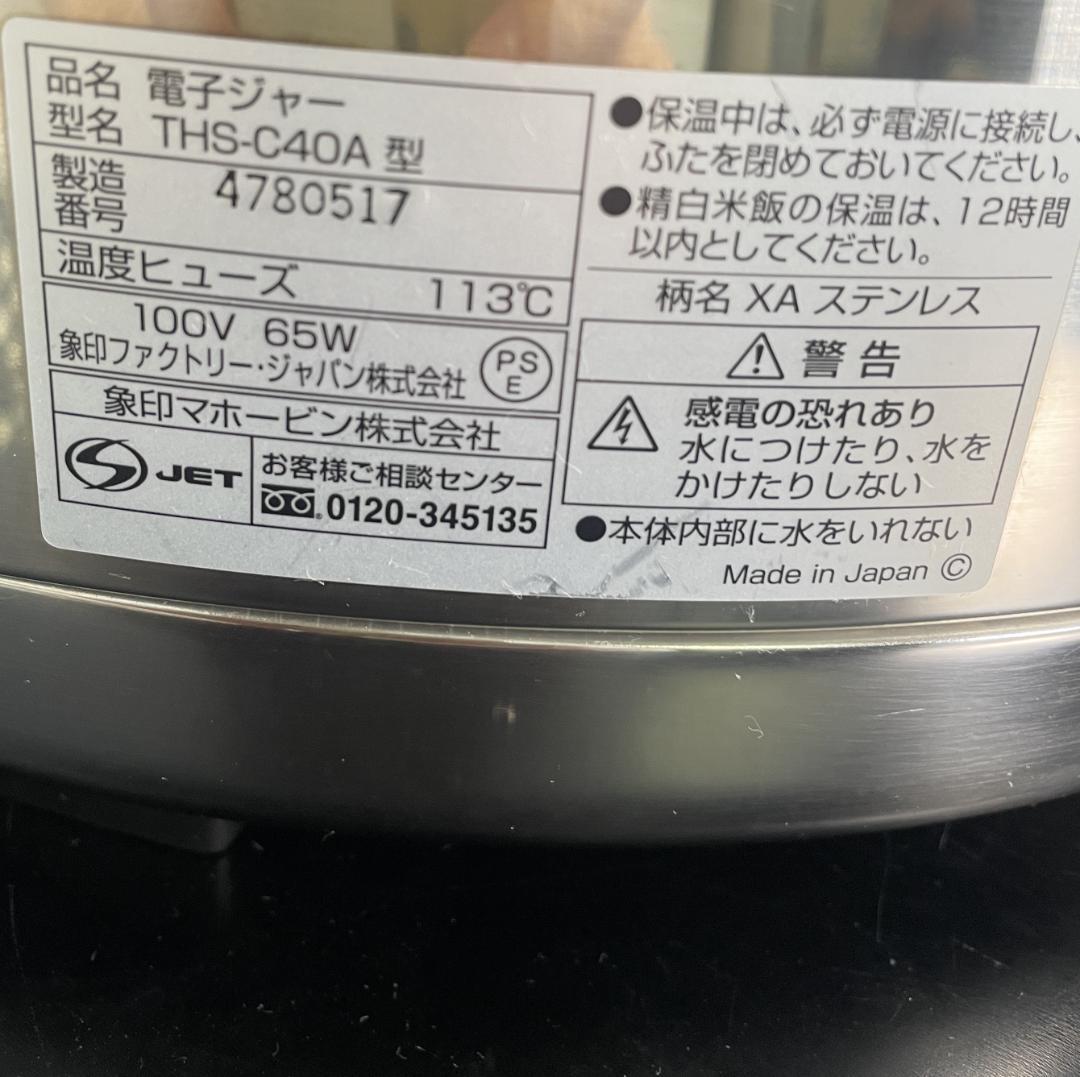 品名 電子ジャー
型名 THS-C40A 型
製造番号 4780517
温度ヒューズ 113℃
100V 65W
象印ファクトリー・ジャパン株式会社
PS
E
象印マホービン株式会社
S JET
お客様ご相談センター
0120-345135
●保温中は、必ず電源に接続し、
ふたを閉めておいてください。
●精白米飯の保温は、12時間
以内としてください。
柄名 XA ステンレス
警告
感電の恐れあり
水につけたり、水を
かけたりしない
●本体内部に水をいれない
Made in Japan Ⓒ